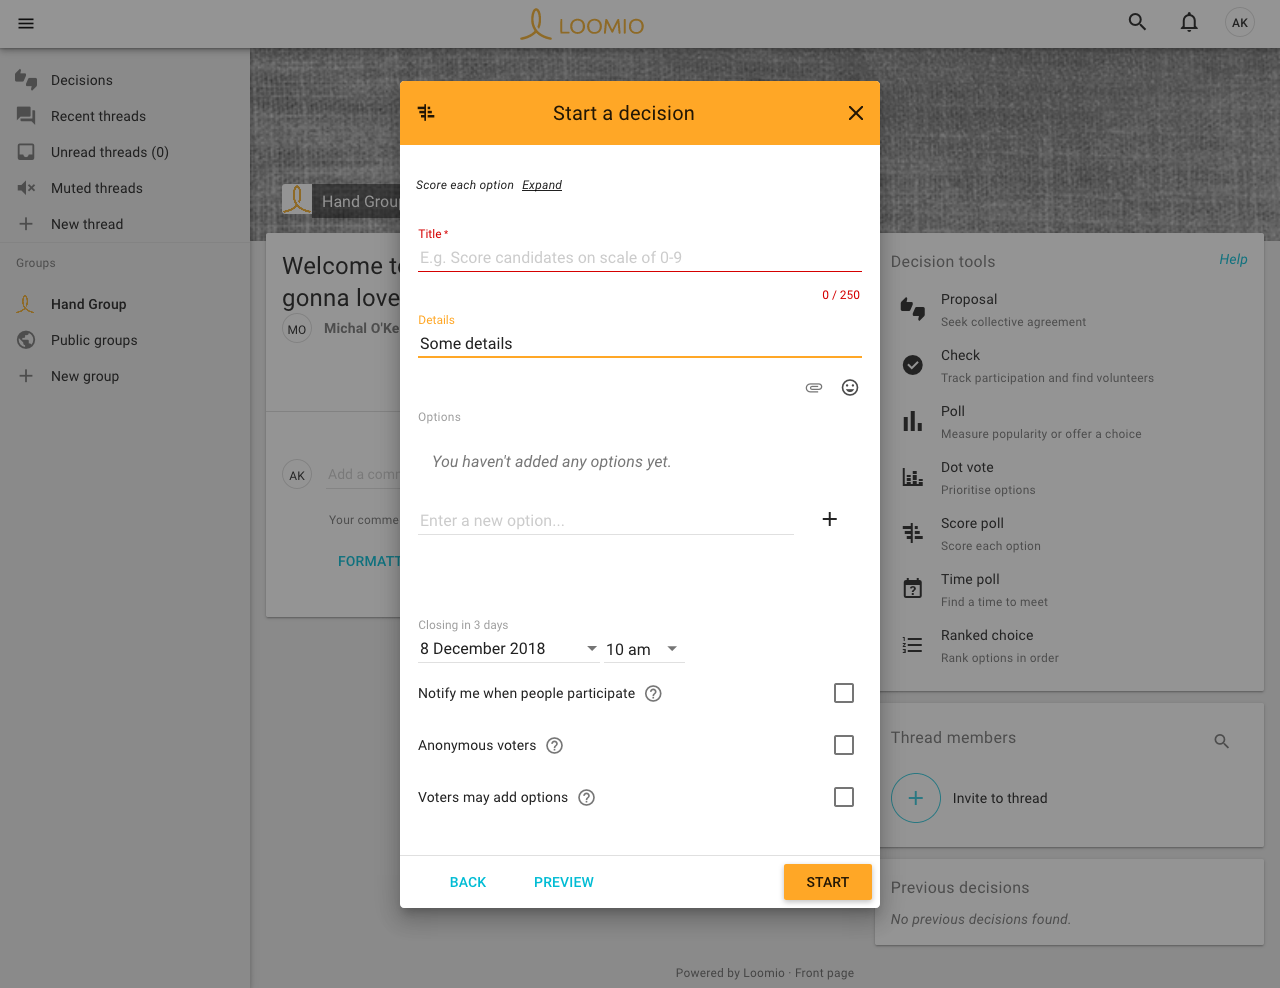 LOOMIO
AK
Decisions
Recent threads
Unread threads (0)
Muted threads
New thread
Groups
Hand Group
Public groups
New group
Hand Grou
Welcome t
gonna love
MO Michal O'Ke
AK Add a comm
Your comme
FORMATT
Start a decision
Score each option Expand
Title *
E.g. Score candidates on scale of 0-9
0 / 250
Details
Some details
Options
You haven't added any options yet.
Enter a new option...
Closing in 3 days
8 December 2018 10 am
Notify me when people participate
Anonymous voters
Voters may add options
BACK PREVIEW START
Decision tools Help
Proposal
Seek collective agreement
Check
Track participation and find volunteers
Poll
Measure popularity or offer a choice
Dot vote
Prioritise options
Score poll
Score each option
Time poll
Find a time to meet
Ranked choice
Rank options in order
Thread members
Invite to thread
Previous decisions
No previous decisions found.
Powered by Loomio · Front page